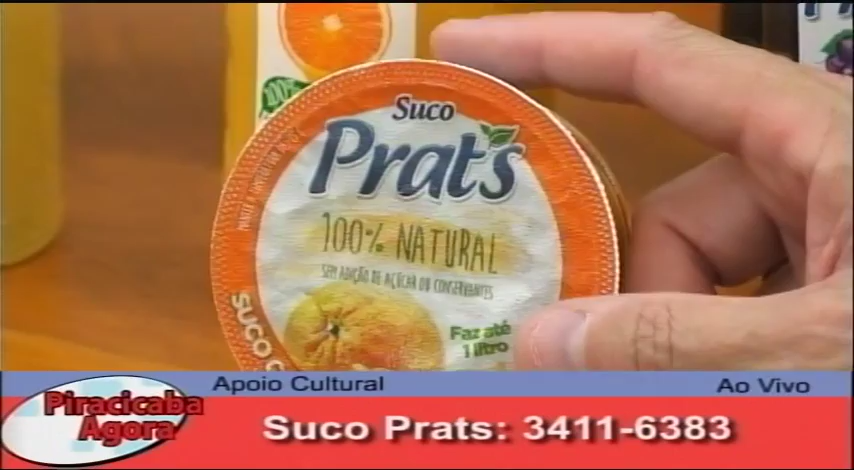 100%
Suco
Prat's
100% NATURAL
SEM ADIÇÃO DE AÇÚCAR OU CONSERVANTES
Faz até
1 litro
SUCO
Apoio Cultural
Ao Vivo
Piracicaba
Agora
Suco Prats: 3411-6383